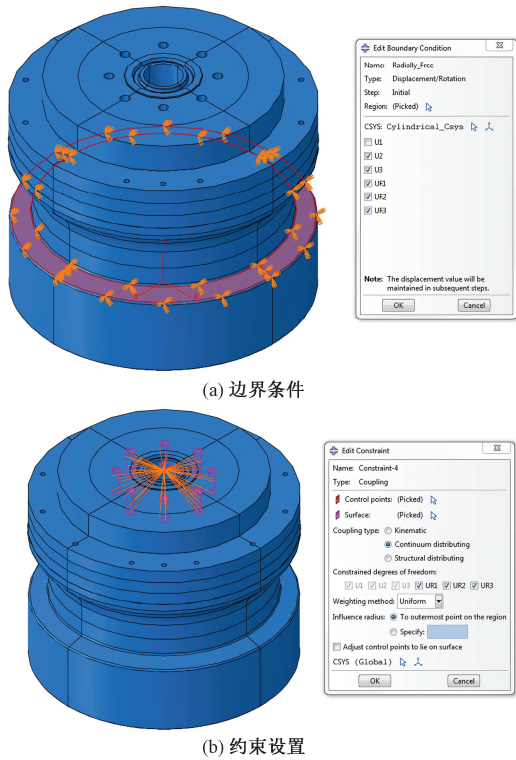 Edit Boundary Condition
Name: Radially_Free
Type: Displacement/Rotation
Step: Initial
Region: (Picked)
CSYS: Cylindrical_Csys
U1
U2
U3
UR1
UR2
UR3
Note: The displacement value will be
maintained in subsequent steps.
OK Cancel
(a) 边界条件
Edit Constraint
Name: Constraint-4
Type: Coupling
Control points: (Picked)
Surface: (Picked)
Coupling type: Kinematic
Continuum distributing
Structural distributing
Constrained degrees of freedom:
U1 U2 U3 UR1 UR2 UR3
Weighting method: Uniform
Influence radius: To outermost point on the region
Specify:
Adjust control points to lie on surface
CSYS (Global)
OK Cancel
(b) 约束设置